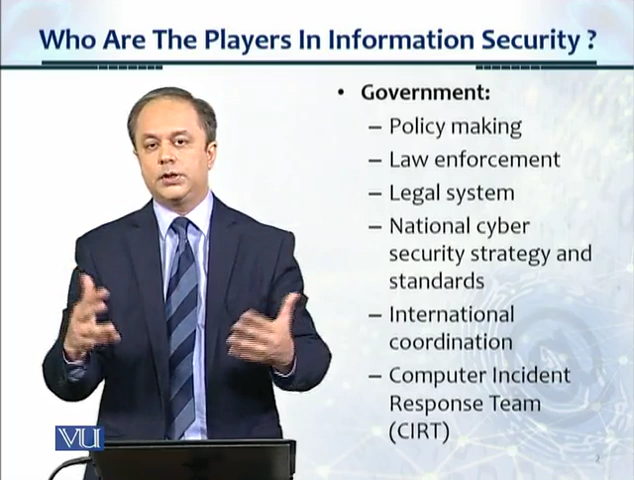 Who Are The Players In Information Security ?
• Government:
– Policy making
– Law enforcement
– Legal system
– National cyber
security strategy and
standards
– International
coordination
– Computer Incident
Response Team
(CIRT)
VU
2